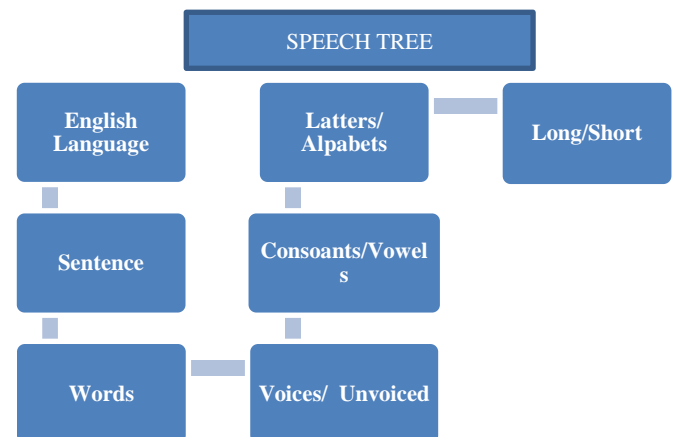 SPEECH TREE
English
Language
Sentence
Words
Voices/ Unvoiced
Consoants/Vowel
s
Latters/
Alpabets
Long/Short